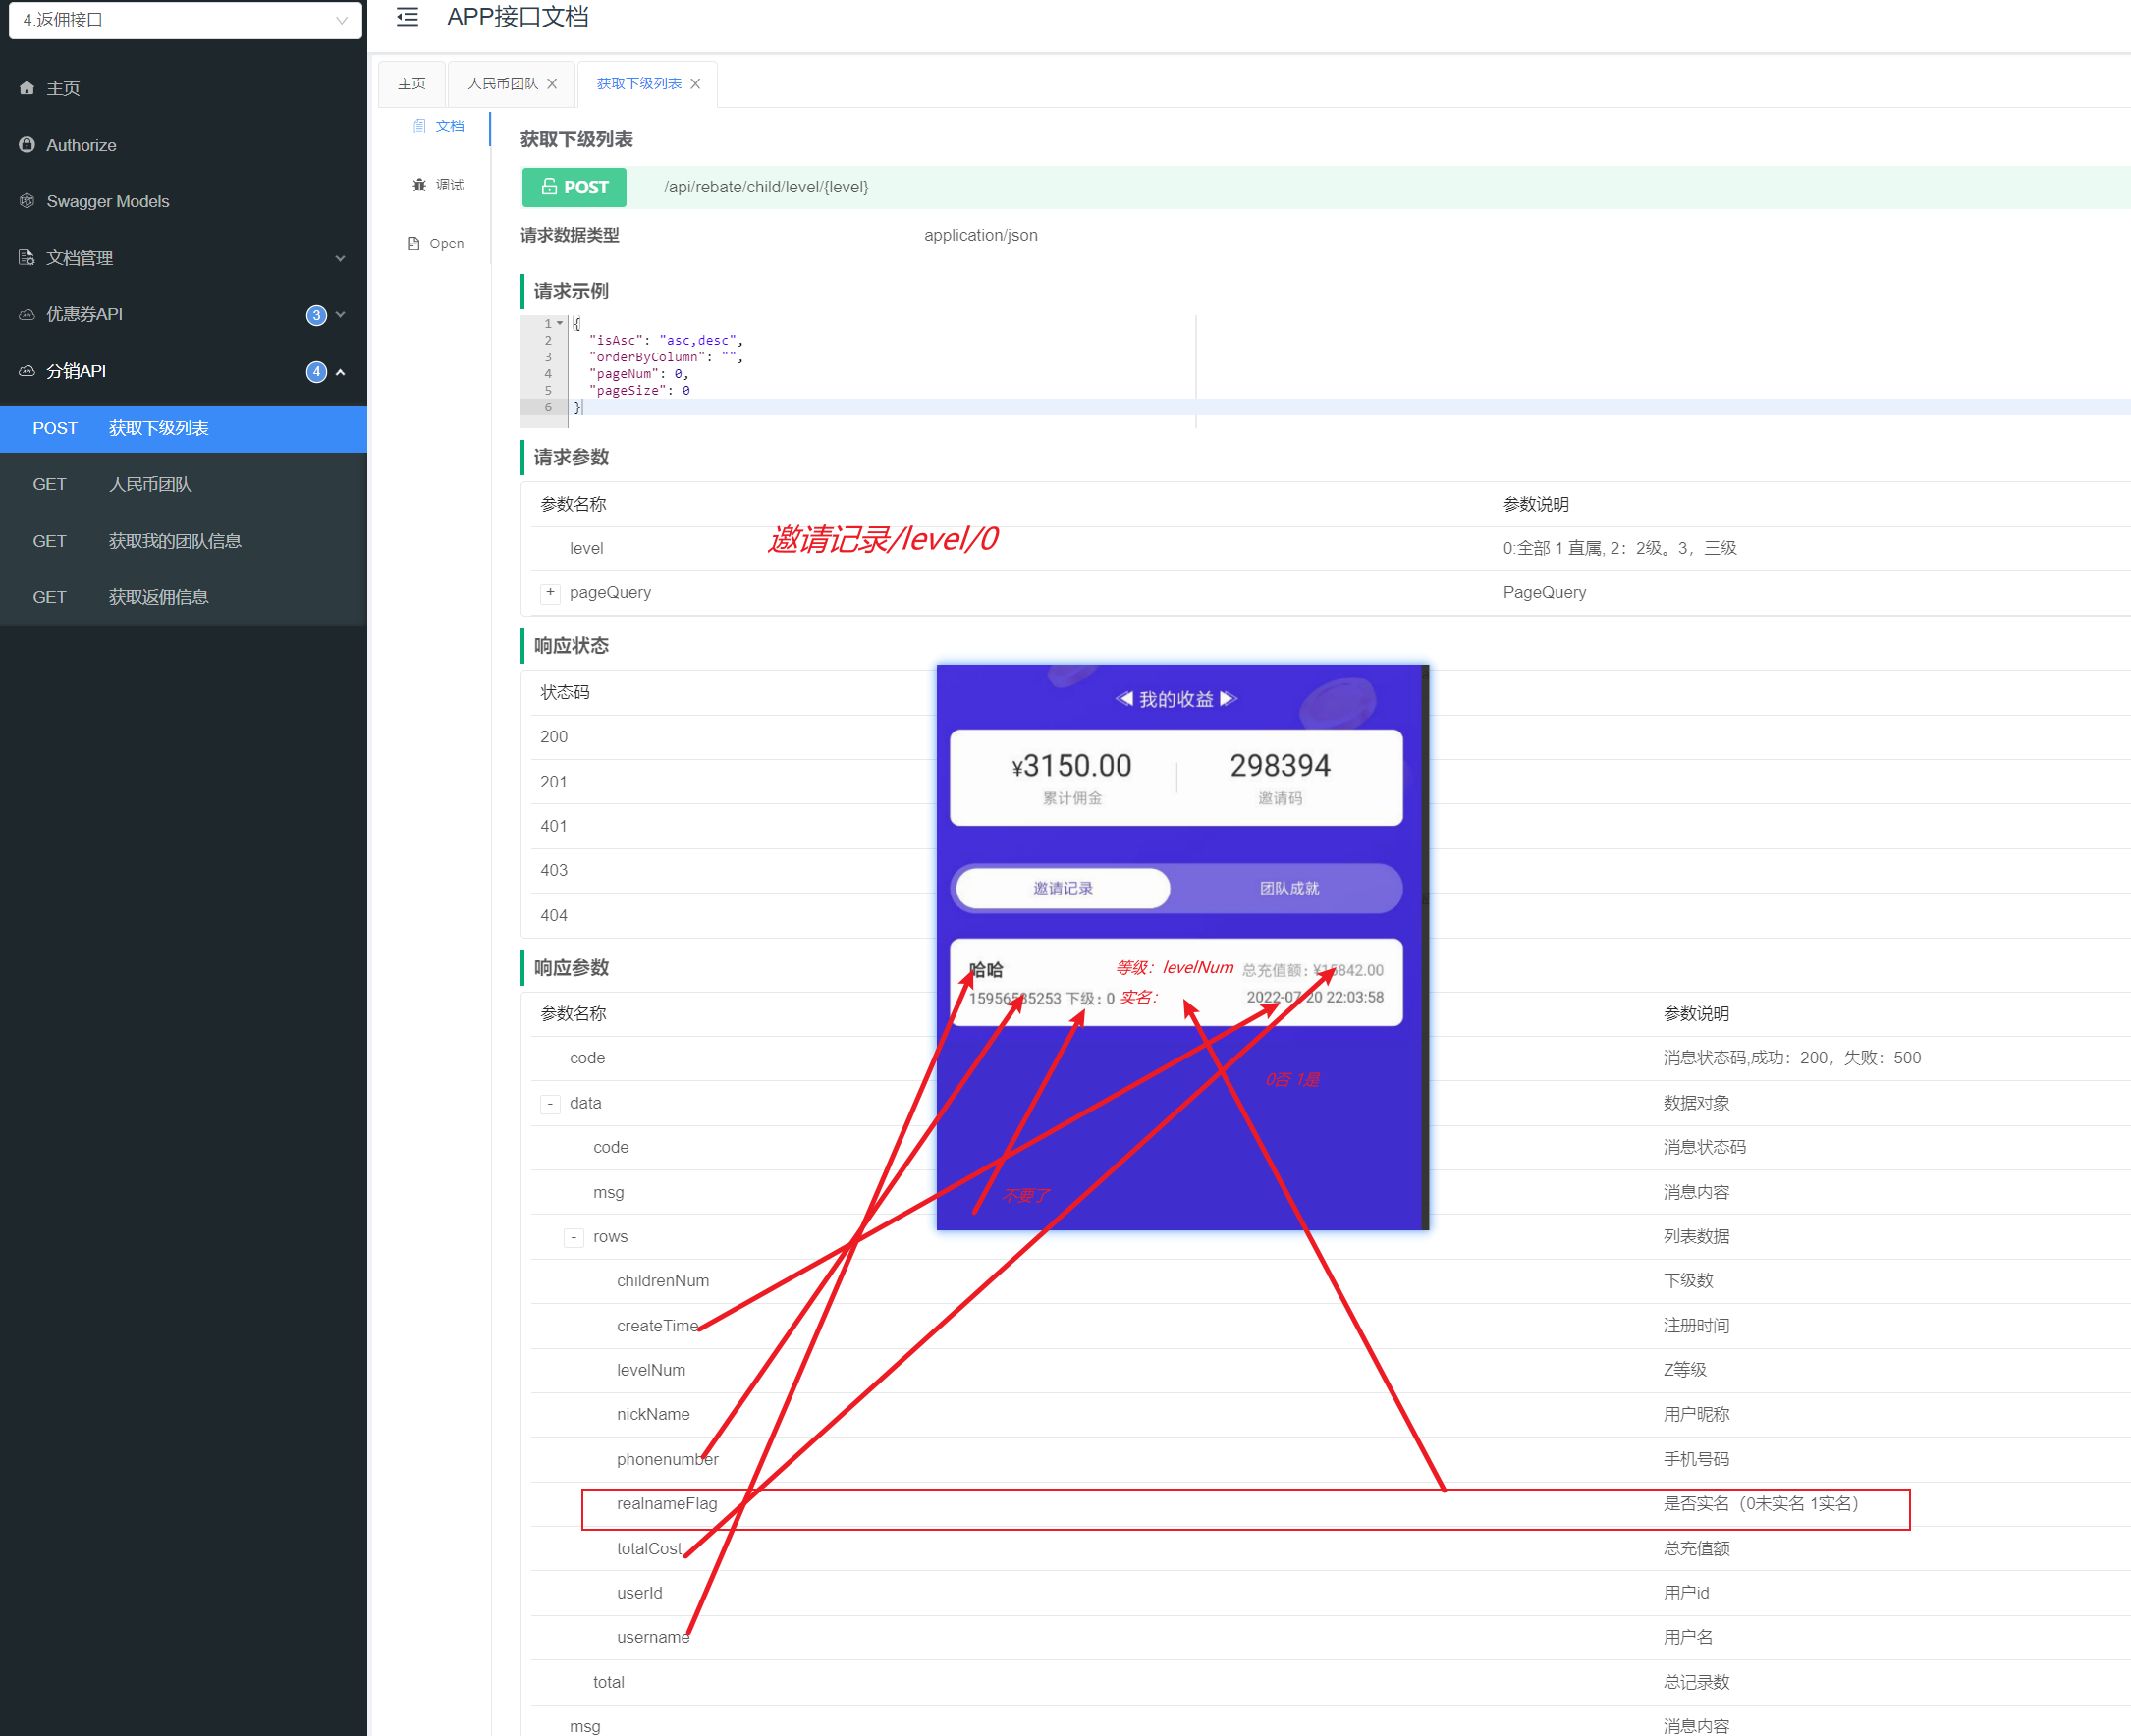 4.返佣接口
主页
Authorize
Swagger Models
文档管理
优惠券API 3
分销API 4
POST 获取下级列表
GET 人民币团队
GET 获取我的团队信息
GET 获取返佣信息
APP接口文档
主页 人民币团队 获取下级列表
文档
调试
Open
获取下级列表
POST /api/rebate/child/level/{level}
请求数据类型 application/json
请求示例
1 {
2 "isAsc": "asc,desc",
3 "orderByColumn": "",
4 "pageNum": 0,
5 "pageSize": 0
6 }
请求参数
参数名称 参数说明
邀请记录/level/0
level 0:全部 1 直属, 2：2级。3，三级
+ pageQuery PageQuery
响应状态
状态码
200
201
401
403
404
我的收益
¥3150.00 298394
累计佣金 邀请码
邀请记录 团队成就
哈哈 等级：levelNum 总充值额：¥15842.00
15956535253 下级：0 实名： 2022-07-20 22:03:58
0否 1是
不要了
响应参数
参数名称 参数说明
code 消息状态码,成功：200，失败：500
- data 数据对象
code 消息状态码
msg 消息内容
- rows 列表数据
childrenNum 下级数
createTime 注册时间
levelNum Z等级
nickName 用户昵称
phonenumber 手机号码
realnameFlag 是否实名（0未实名 1实名）
totalCost 总充值额
userId 用户id
username 用户名
total 总记录数
msg 消息内容